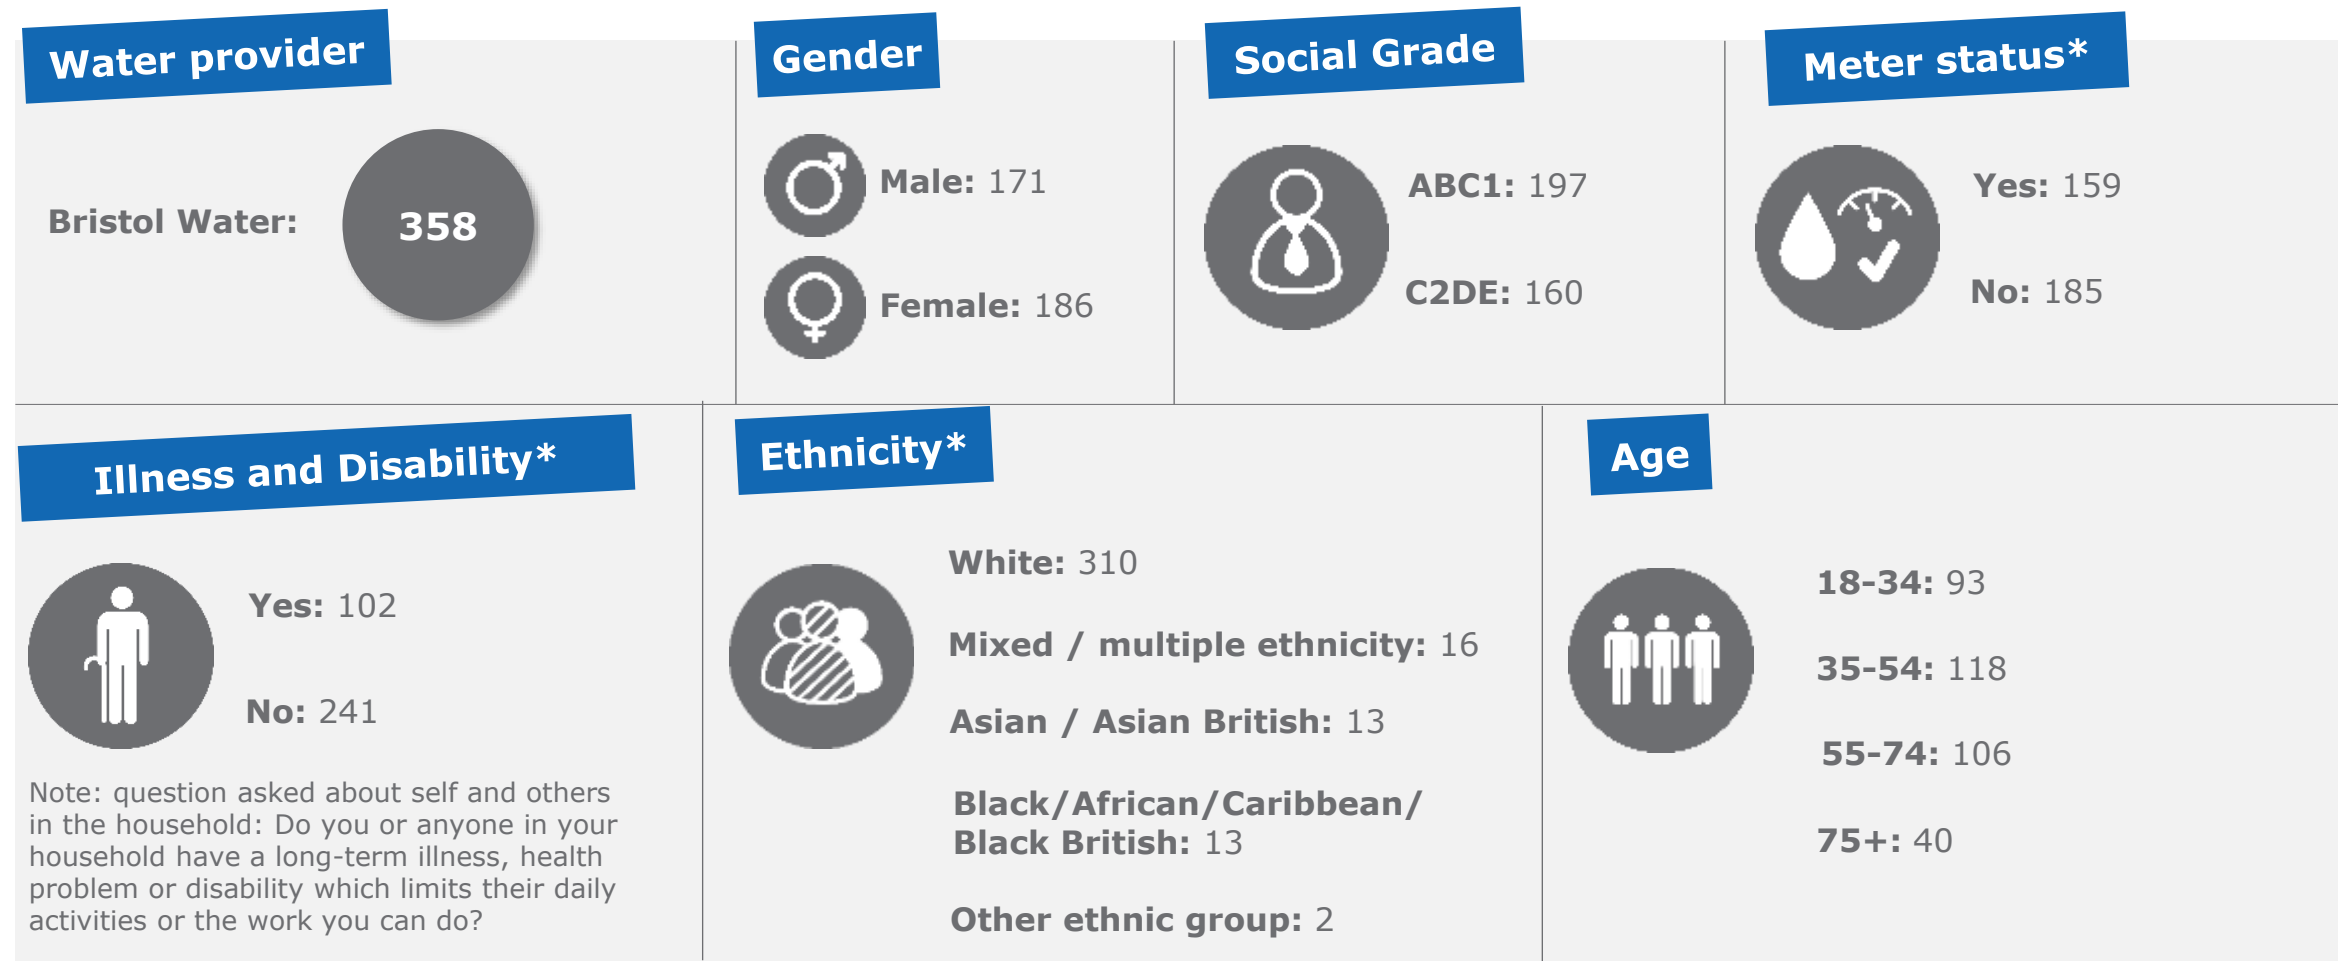 Water provider
Bristol Water:
358
Gender
Male: 171
Female: 186
Social Grade
ABC1: 197
C2DE: 160
Meter status*
Yes: 159
No: 185
Illness and Disability*
Yes: 102
No: 241
Note: question asked about self and others
in the household: Do you or anyone in your
household have a long-term illness, health
problem or disability which limits their daily
activities or the work you can do?
Ethnicity*
White: 310
Mixed / multiple ethnicity: 16
Asian / Asian British: 13
Black/African/Caribbean/
Black British: 13
Other ethnic group: 2
Age
18-34: 93
35-54: 118
55-74: 106
75+: 40